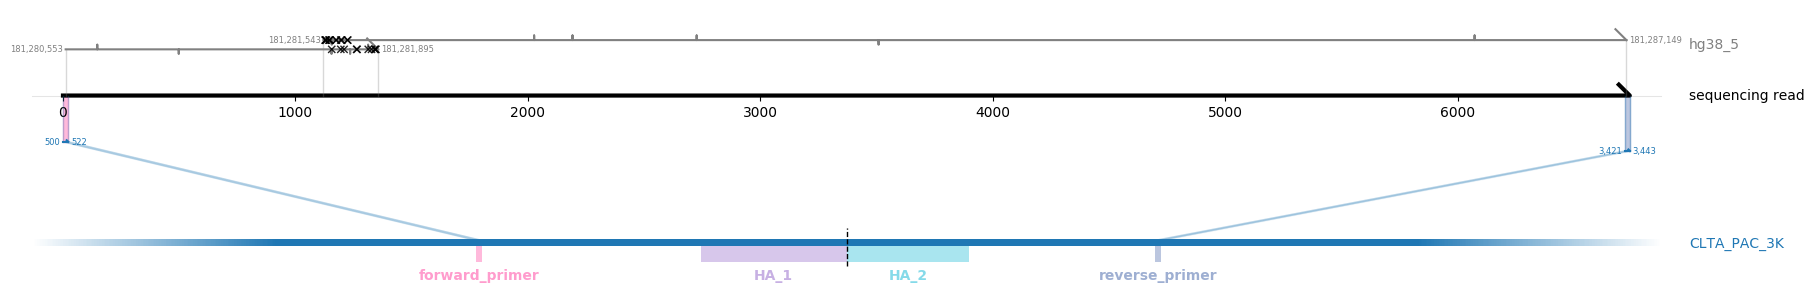 181,281,543
181,287,149
hg38_5
181,280,553
181,281,895
sequencing read
0 1000 2000 3000 4000 5000 6000
500 522
3,421 3,443
CLTA_PAC_3K
forward_primer HA_1 HA_2 reverse_primer